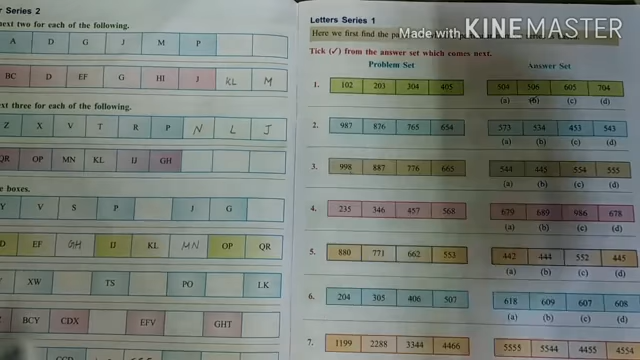 Series 2
next two for each of the following.
A D G J M P
BC D EF G HI J KL M
next three for each of the following.
Z X V T R P N L J
QR OP MN KL IJ GH
boxes.
Y V S P J G
EF GH IJ KL MN OP QR
XW TS PO LK
BCY CDX EFV GHT
Letters Series 1
Here we first find the
Made with KINEMASTER
Tick (✓) from the answer set which comes next.
Problem Set Answer Set
1. 102 203 304 405 504 506 605 704
(a) (b) (c) (d)
2. 987 876 765 654 573 534 453 543
(a) (b) (c) (d)
3. 998 887 776 665 544 445 554 555
(a) (b) (c) (d)
4. 235 346 457 568 679 689 986 678
(a) (b) (c) (d)
5. 880 771 662 553 442 444 552 445
(a) (b) (c) (d)
6. 204 305 406 507 618 609 607 608
(a) (b) (c) (d)
7. 1199 2288 3344 4466 5555 5544 4455 4554